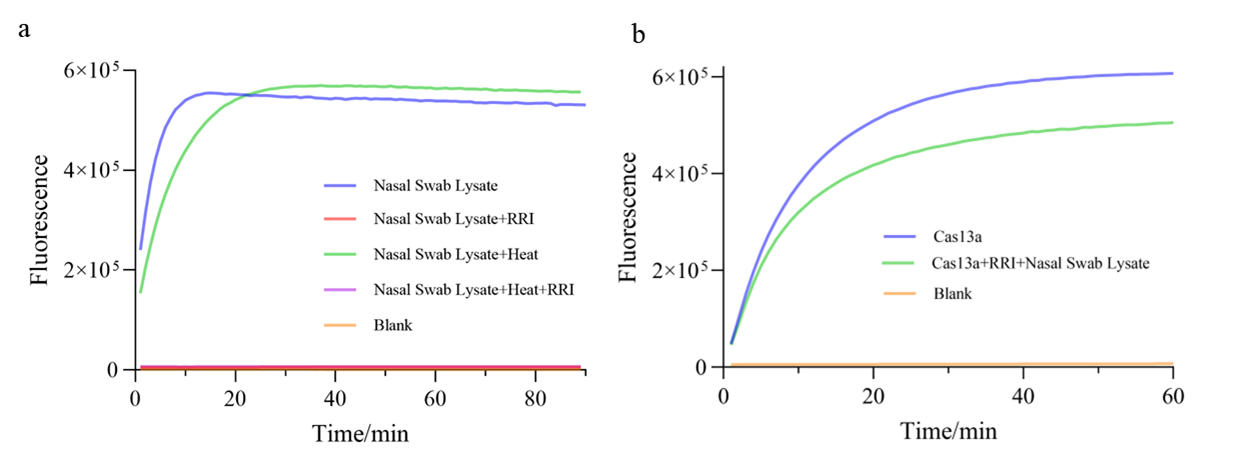 a
Fluorescence
6×10⁵
4×10⁵
2×10⁵
0
0 20 40 60 80
Time/min
Nasal Swab Lysate
Nasal Swab Lysate+RRI
Nasal Swab Lysate+Heat
Nasal Swab Lysate+Heat+RRI
Blank
b
Fluorescence
6×10⁵
4×10⁵
2×10⁵
0
0 20 40 60
Time/min
Cas13a
Cas13a+RRI+Nasal Swab Lysate
Blank